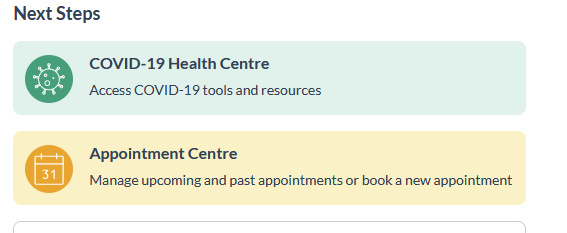 Next Steps
COVID-19 Health Centre
Access COVID-19 tools and resources
31
Appointment Centre
Manage upcoming and past appointments or book a new appointment